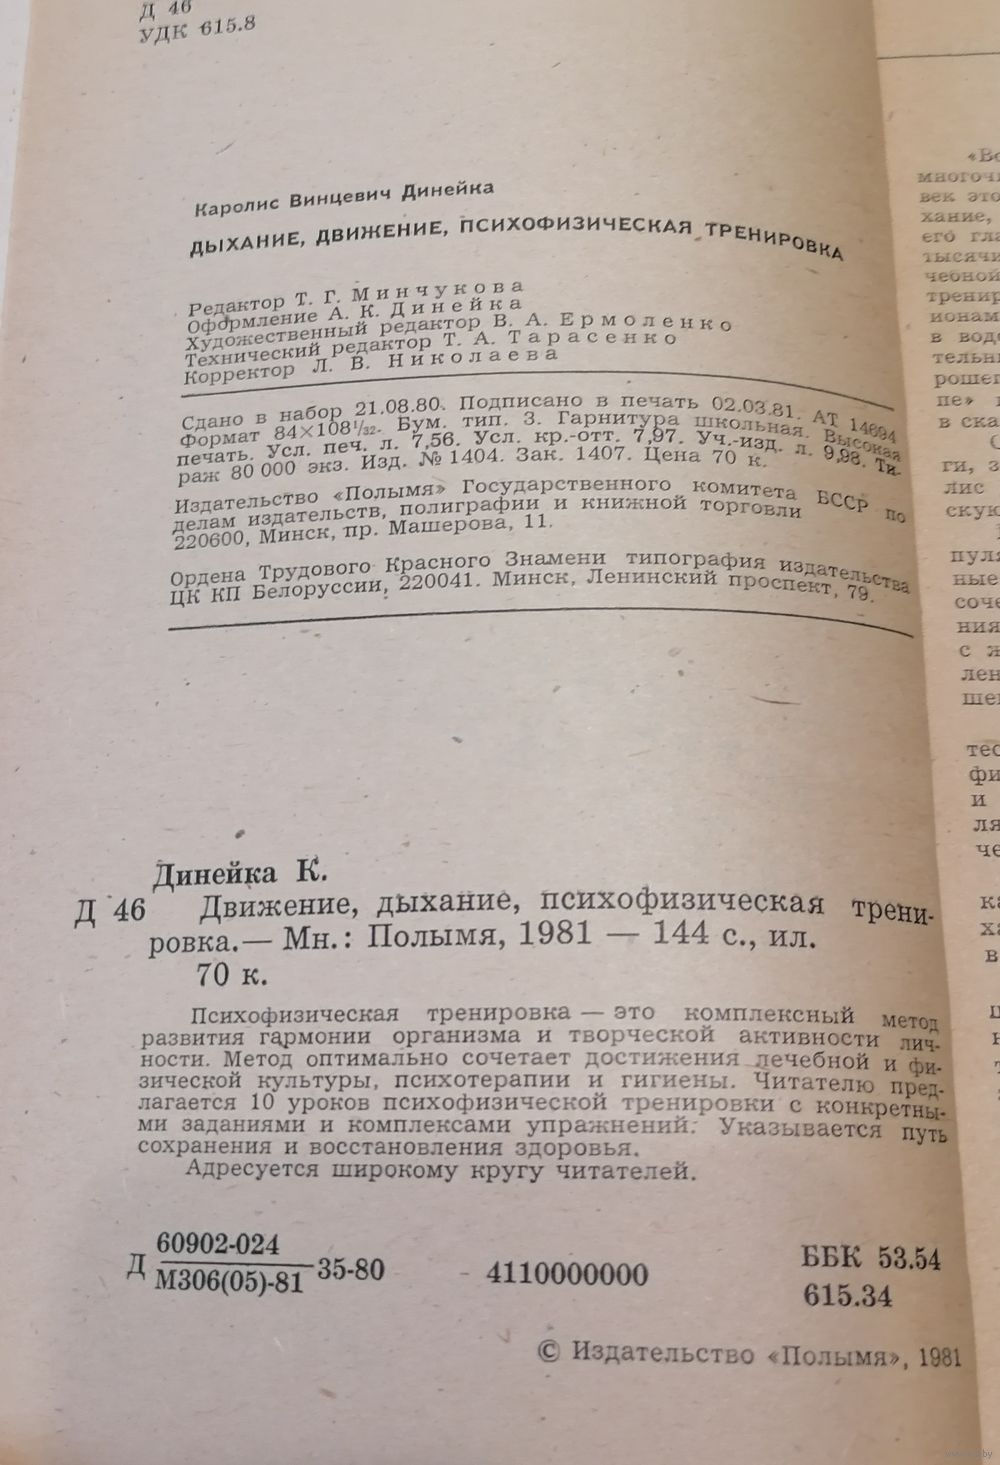 Д 46
УДК 615.8
Каролис Винцевич Динейка
ДЫХАНИЕ, ДВИЖЕНИЕ, ПСИХОФИЗИЧЕСКАЯ ТРЕНИРОВКА
Редактор Т. Г. Минчукова
Оформление А. К. Динейка
Художественный редактор В. А. Ермоленко
Технический редактор Т. А. Тарасенко
Корректор Л. В. Николаева
Сдано в набор 21.08.80. Подписано в печать 02.03.81. АТ 14694
Формат 84×108¹/₃₂. Бум. тип. 3. Гарнитура школьная. Высокая
печать. Усл. печ. л. 7,56. Усл. кр.-отт. 7,97. Уч.-изд. л. 9,98. Ти-
раж 80 000 экз. Изд. № 1404. Зак. 1407. Цена 70 к.
Издательство «Полымя» Государственного комитета БССР по
делам издательств, полиграфии и книжной торговли
220600, Минск, пр. Машерова, 11.
Ордена Трудового Красного Знамени типография издательства
ЦК КП Белоруссии, 220041. Минск, Ленинский проспект, 79.
Динейка К.
Д 46 Движение, дыхание, психофизическая трени-
ровка.— Мн.: Полымя, 1981 — 144 с., ил.
70 к.
Психофизическая тренировка — это комплексный метод
развития гармонии организма и творческой активности лич-
ности. Метод оптимально сочетает достижения лечебной и фи-
зической культуры, психотерапии и гигиены. Читателю пред-
лагается 10 уроков психофизической тренировки с конкретны-
ми заданиями и комплексами упражнений. Указывается путь
сохранения и восстановления здоровья.
Адресуется широкому кругу читателей.
60902-024
Д М306(05)-81 35-80 4110000000
ББК 53.54
615.34
© Издательство «Полымя», 1981